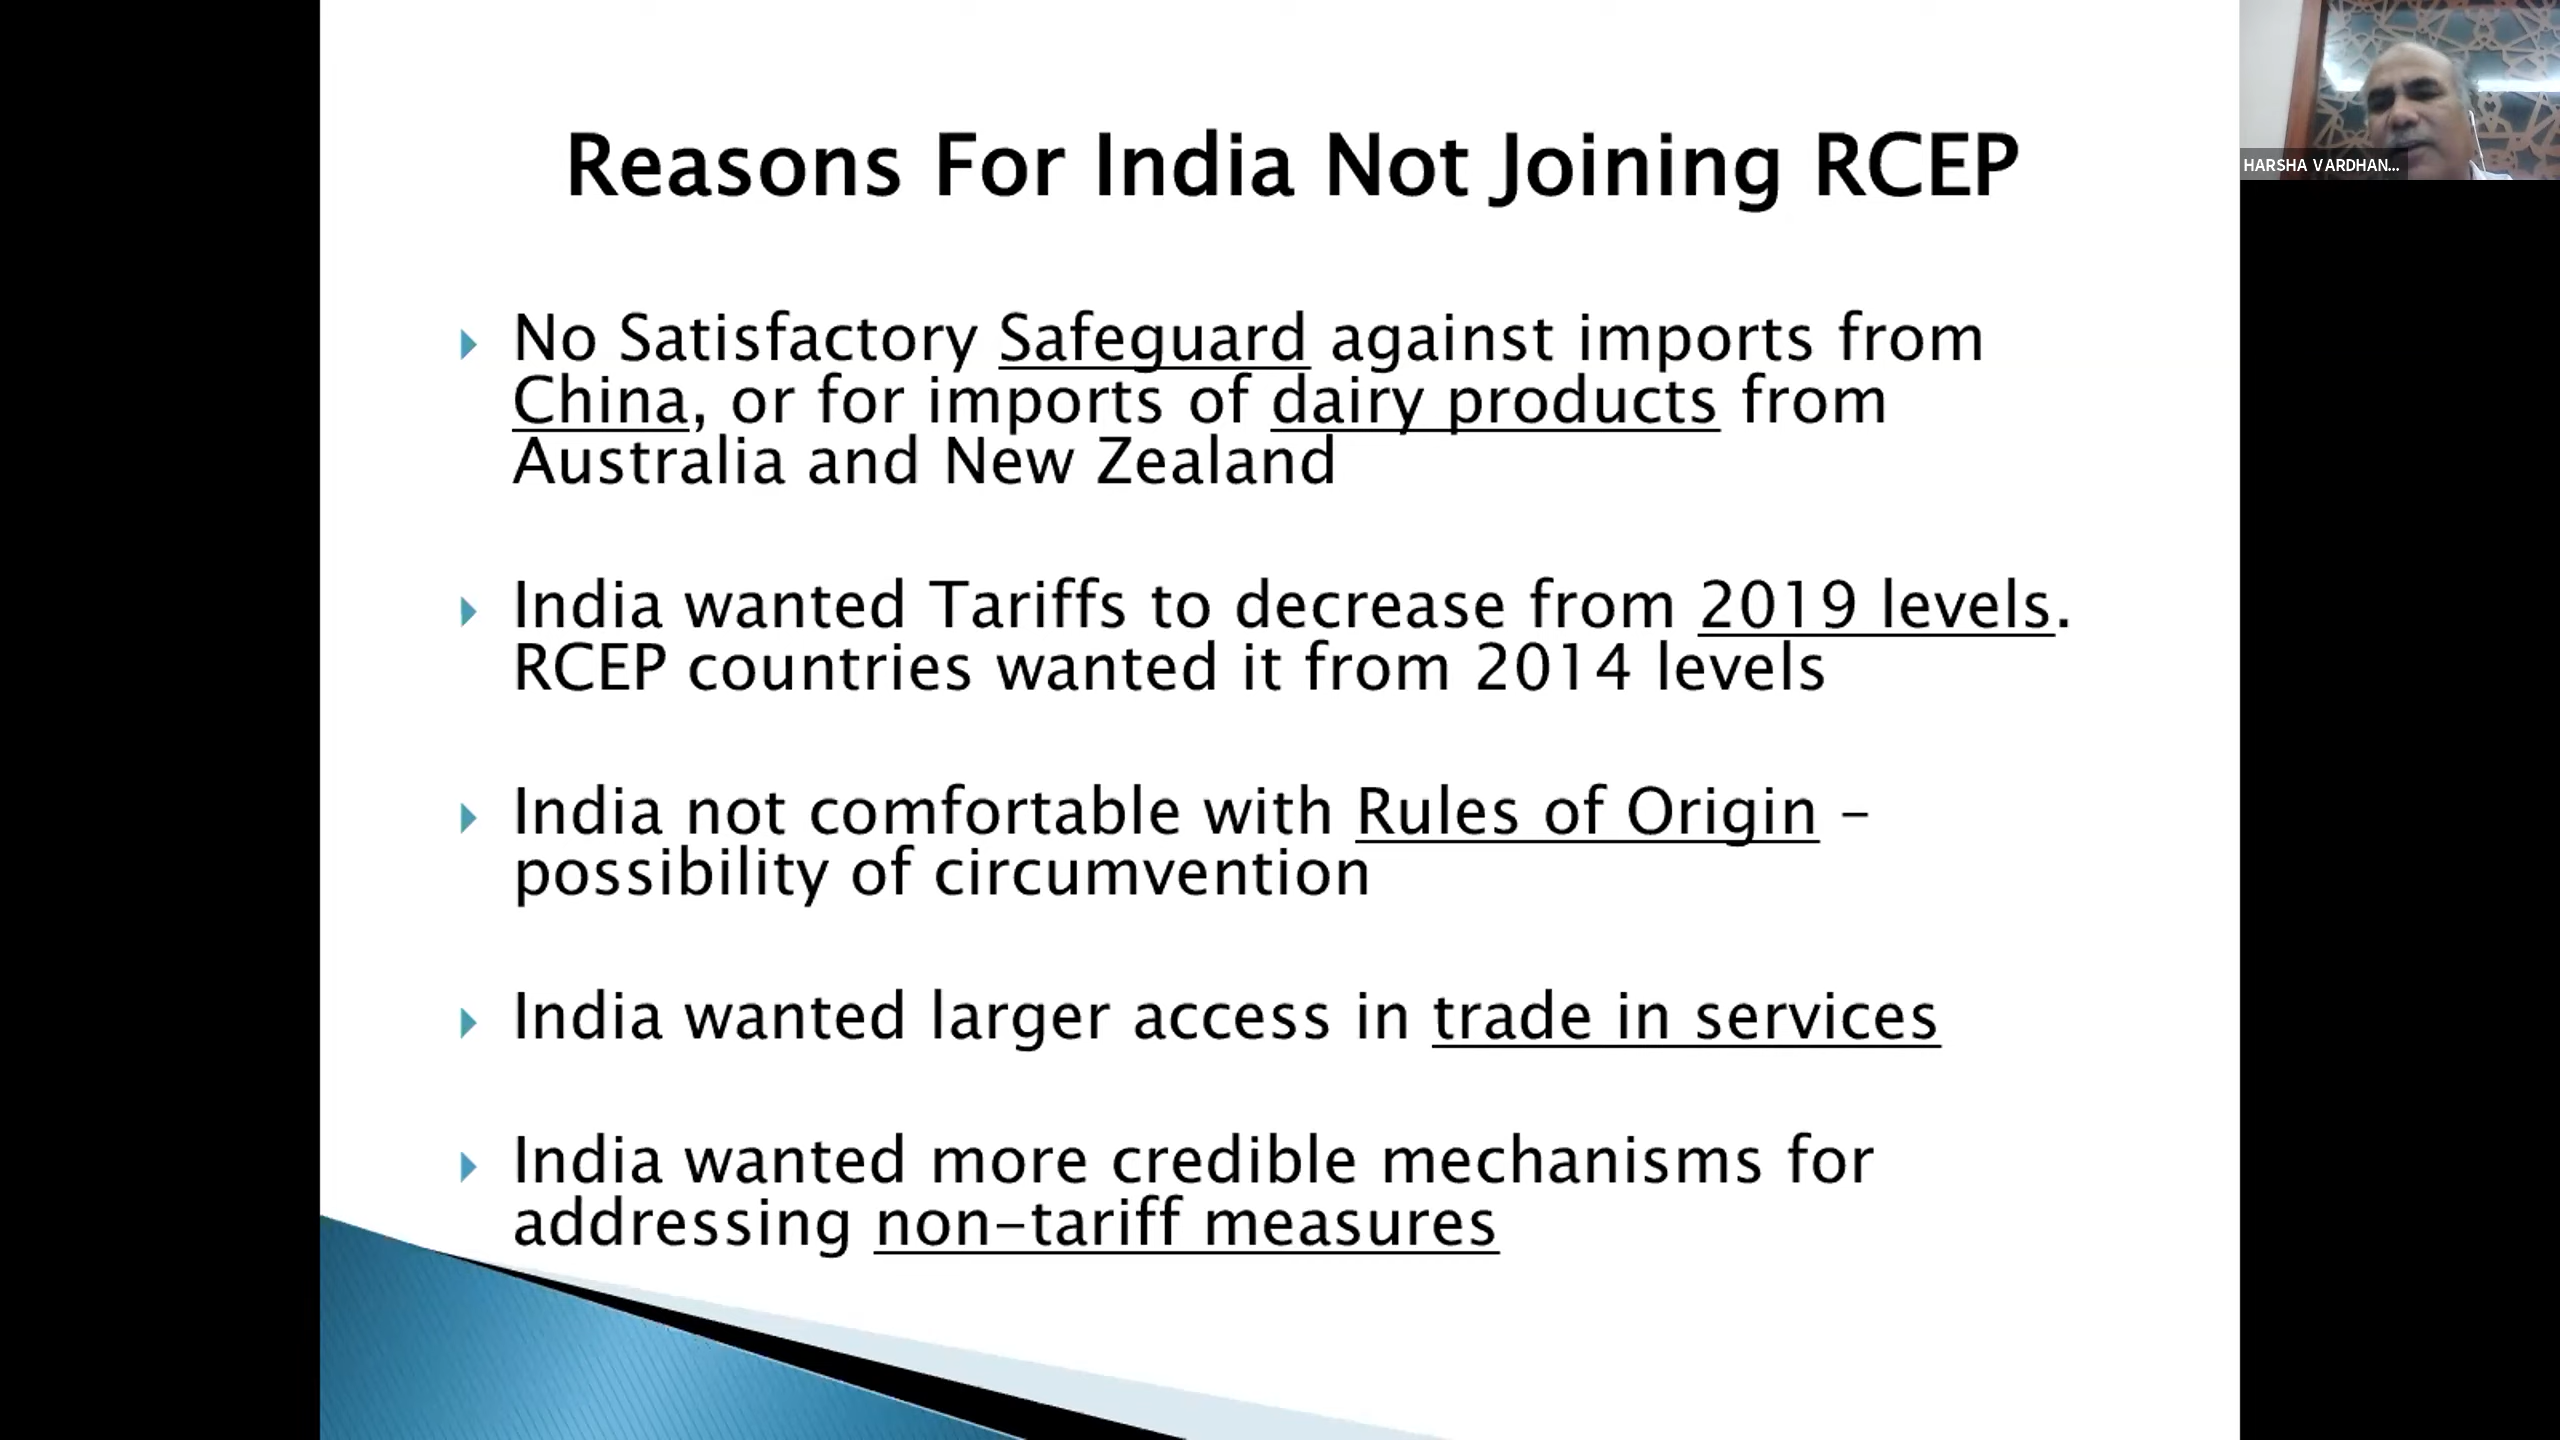 Reasons For India Not Joining RCEP
HARSHA VARDHAN...
No Satisfactory Safeguard against imports from
China, or for imports of dairy products from
Australia and New Zealand
India wanted Tariffs to decrease from 2019 levels.
RCEP countries wanted it from 2014 levels
India not comfortable with Rules of Origin –
possibility of circumvention
India wanted larger access in trade in services
India wanted more credible mechanisms for
addressing non-tariff measures